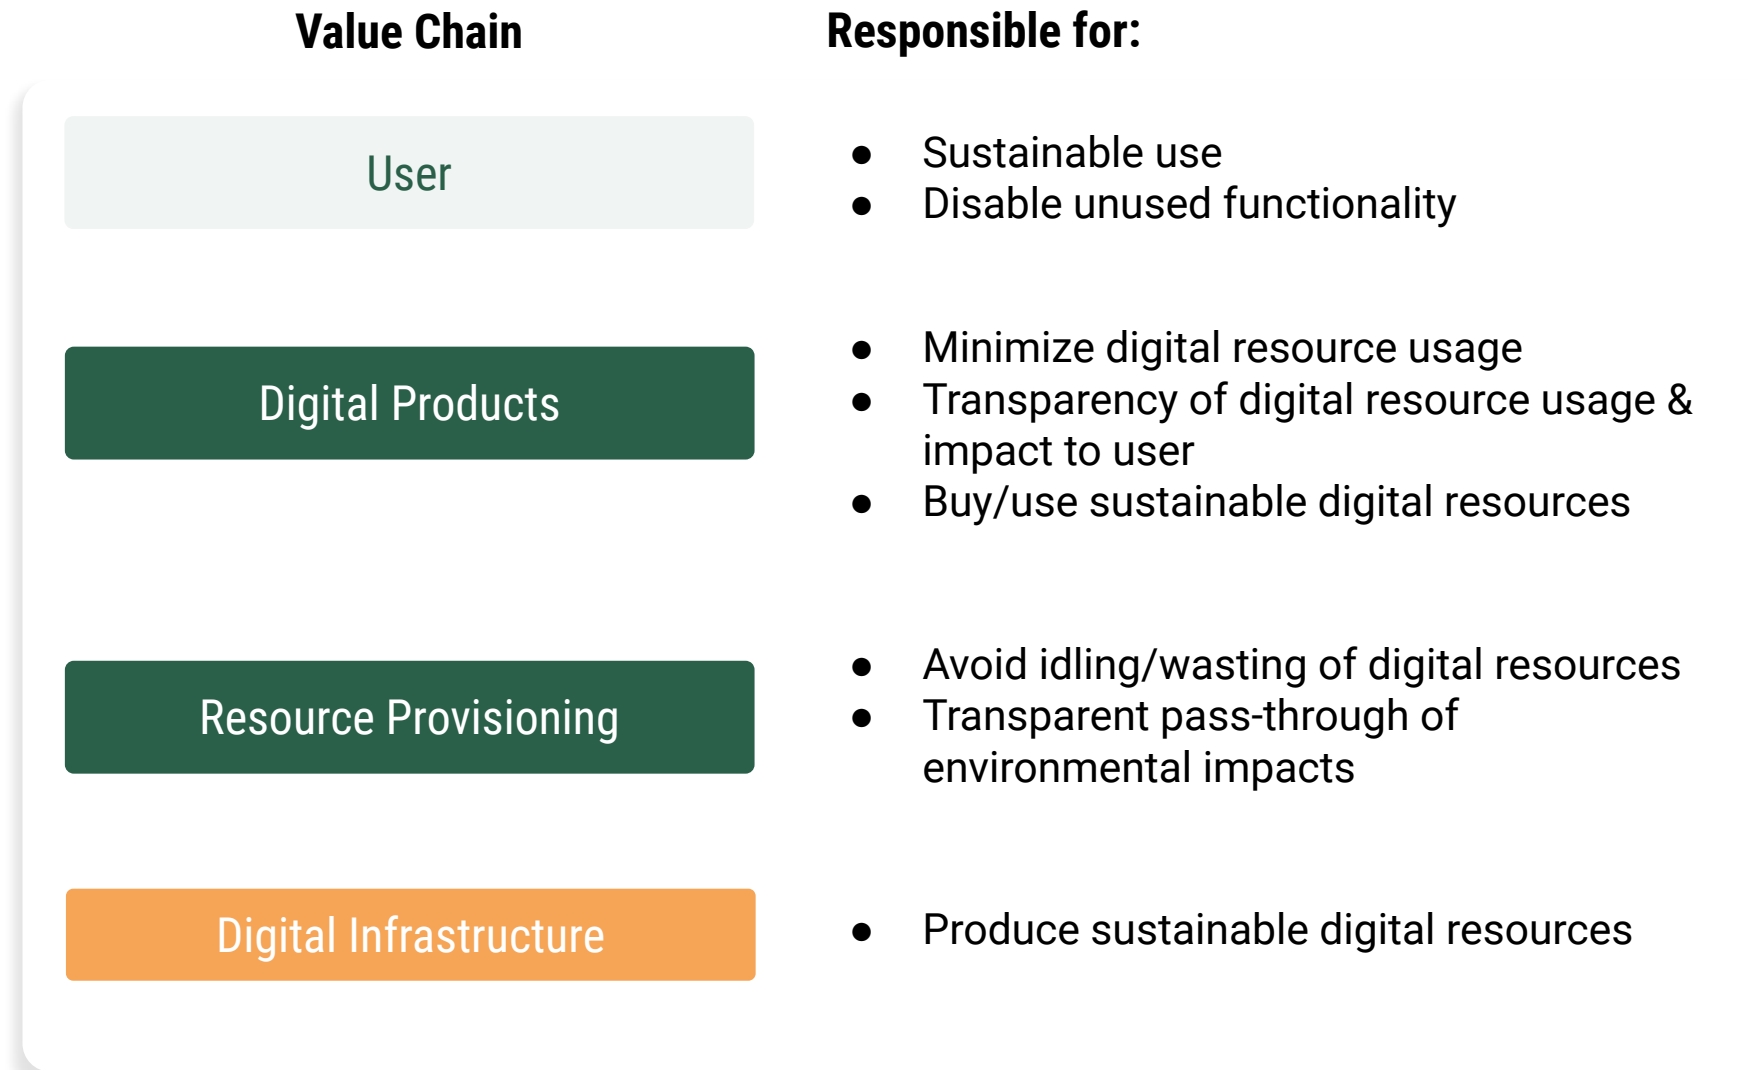 Value Chain
Responsible for:
User
● Sustainable use
● Disable unused functionality
Digital Products
● Minimize digital resource usage
● Transparency of digital resource usage &
impact to user
● Buy/use sustainable digital resources
Resource Provisioning
● Avoid idling/wasting of digital resources
● Transparent pass-through of
environmental impacts
Digital Infrastructure
● Produce sustainable digital resources